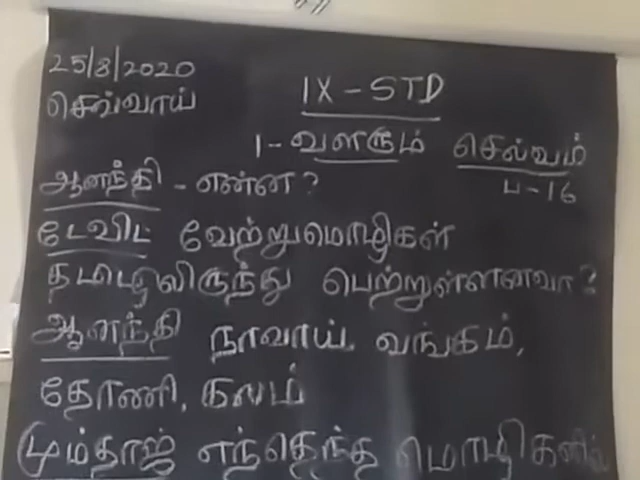 25/8/2020
செவ்வாய்
IX - STD
1 - வளரும் செல்வம்
ப - 16
ஆனந்தி - என்ன?
டேவிட் வேற்றுமொழிகள்
தமிழிலிருந்து பெற்றுள்ளனவா?
ஆனந்தி நாவாய், வங்கம்,
தோணி, கலம்
மும்தாஜ் எந்தெந்த மொழிகளில்